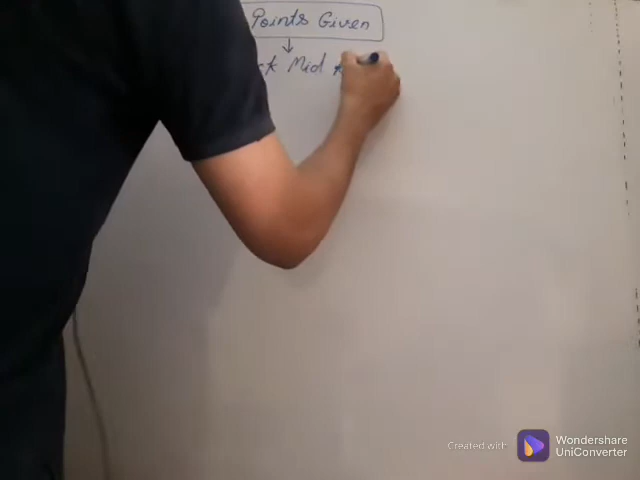 Points Given
↓
Mid
Created with Wondershare
UniConverter